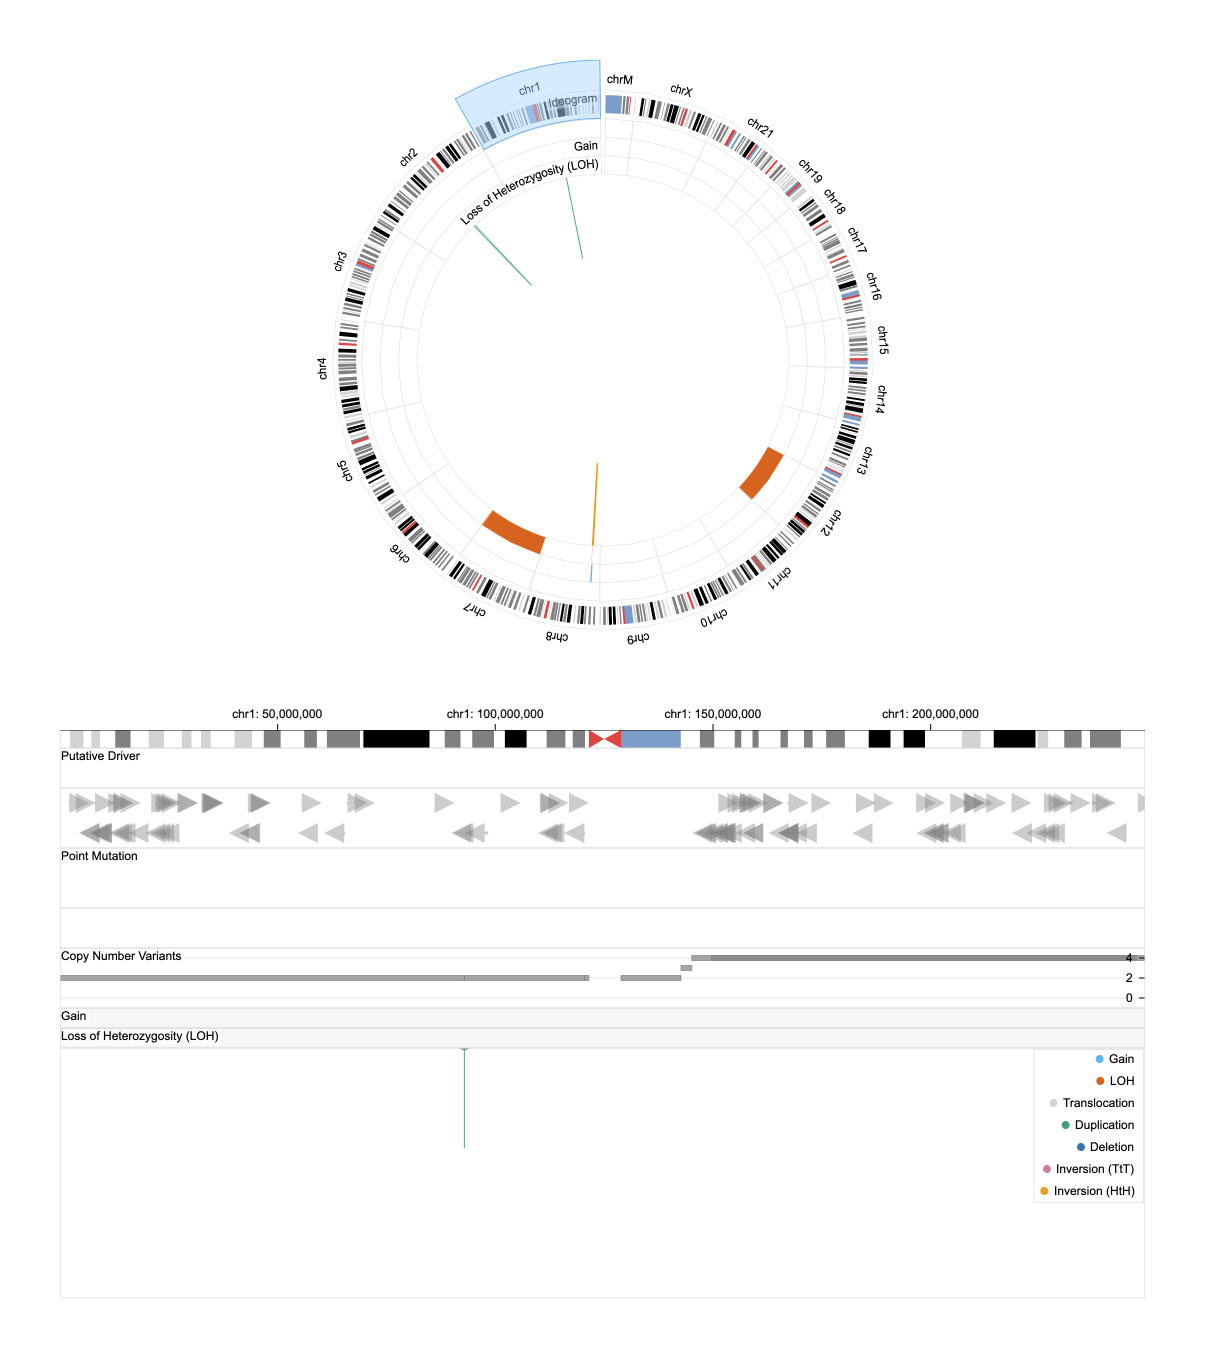 chrM
chrX
chr1
Ideogram
chr21
chr2
Gain
chr19
Loss of Heterozygosity (LOH)
chr18
chr17
chr3
chr16
chr15
chr4
chr14
chr13
chr5
chr12
chr6
chr11
chr7
chr10
chr8
chr9
chr1: 50,000,000 chr1: 100,000,000 chr1: 150,000,000 chr1: 200,000,000
Putative Driver
Point Mutation
Copy Number Variants
4
2
0
Gain
Loss of Heterozygosity (LOH)
Gain
LOH
Translocation
Duplication
Deletion
Inversion (TtT)
Inversion (HtH)